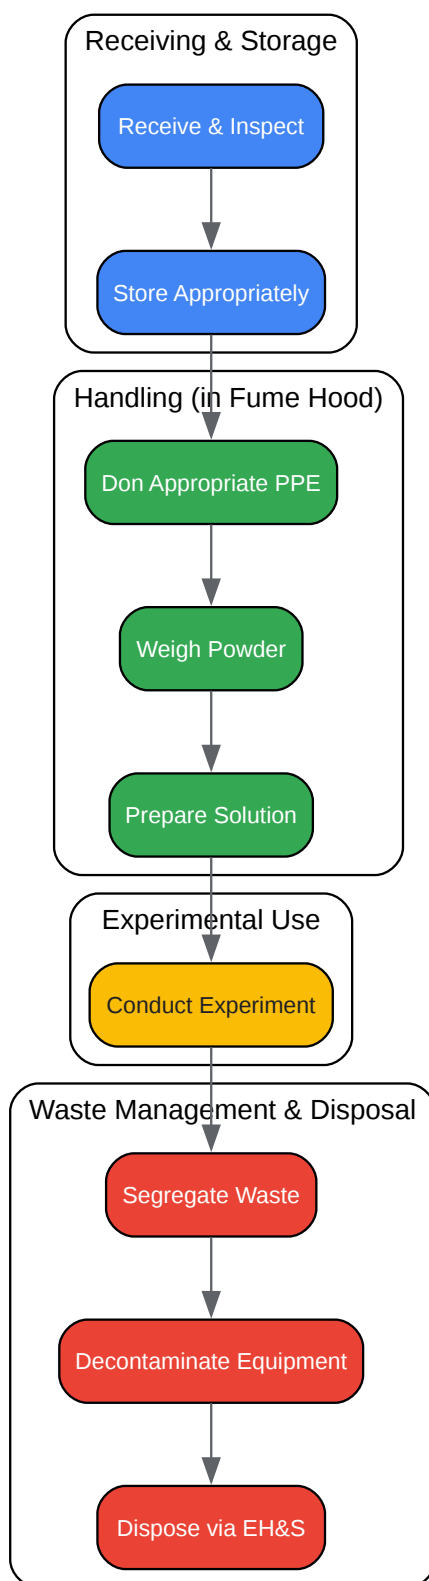 Receiving & Storage
Receive & Inspect
Store Appropriately
Handling (in Fume Hood)
Don Appropriate PPE
Weigh Powder
Prepare Solution
Experimental Use
Conduct Experiment
Waste Management & Disposal
Segregate Waste
Decontaminate Equipment
Dispose via EH&S